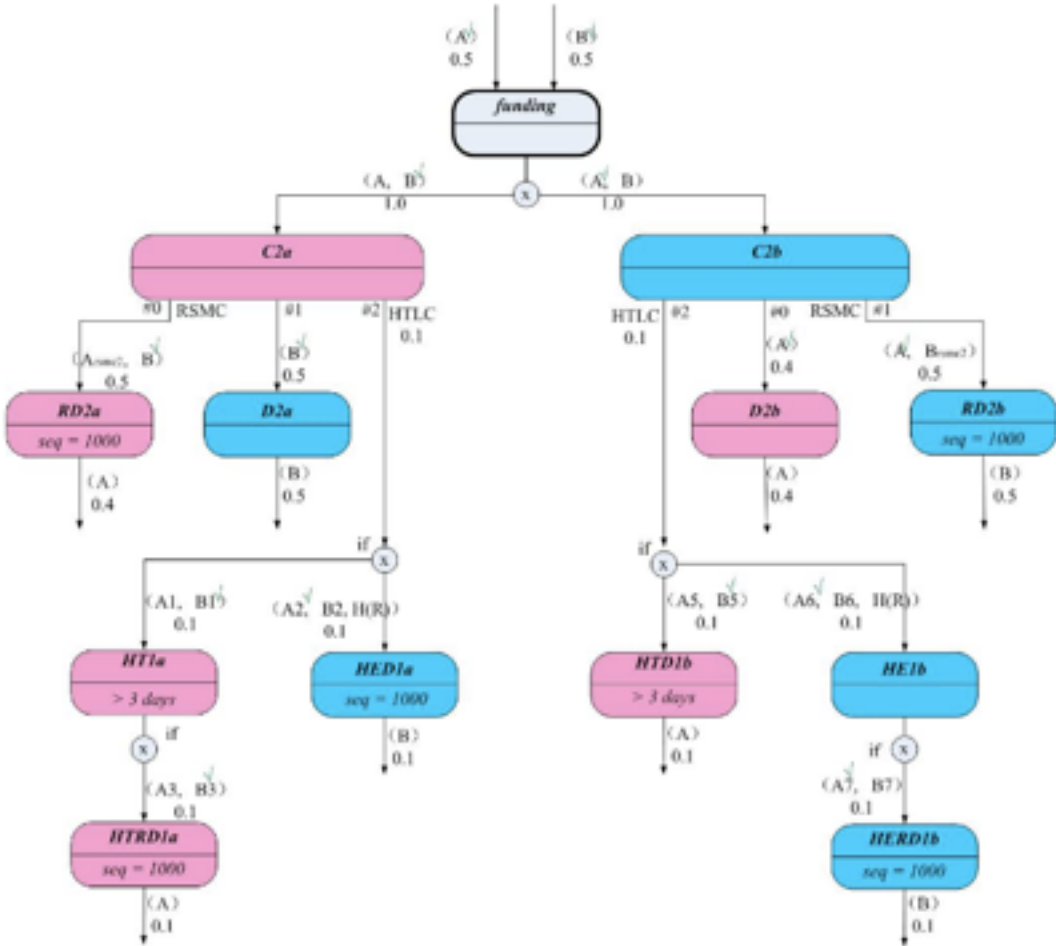 (A) (B)
0.5 0.5
funding
(A, B) (A, B)
1.0 x 1.0
C2a C2b
#0 RSMC #1 #2 HTLC HTLC #2 #0 RSMC #1
0.1 0.1
(Arsmc2, B) (B) (A) (A, Brsmc2)
0.5 0.5 0.4 0.5
RD2a D2a D2b RD2b
seq = 1000 seq = 1000
(A) (B) (A) (B)
0.4 0.5 0.4 0.5
if x if x
(A1, B1) (A2, B2, H(R)) (A5, B5) (A6, B6, H(R))
0.1 0.1 0.1 0.1
HT1a HED1a HTD1b HE1b
> 3 days seq = 1000 > 3 days
if (B) (A) if
x 0.1 0.1 x
(A3, B3) (A7, B7)
0.1 0.1
HTRD1a HERD1b
seq = 1000 seq = 1000
(A) (B)
0.1 0.1